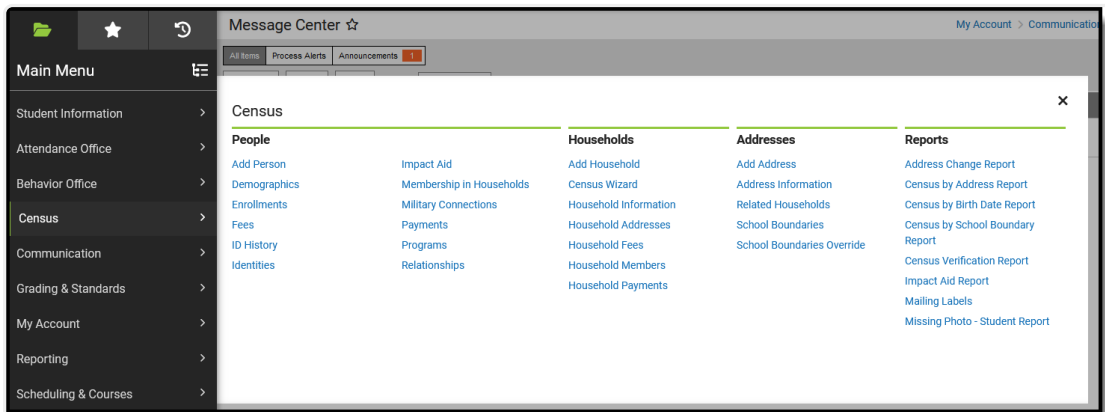 Message Center
My Account > Communication
All Items Process Alerts Announcements 1
Main Menu
Student Information
Attendance Office
Behavior Office
Census
Communication
Grading & Standards
My Account
Reporting
Scheduling & Courses
Census
People
Add Person
Demographics
Enrollments
Fees
ID History
Identities
Impact Aid
Membership in Households
Military Connections
Payments
Programs
Relationships
Households
Add Household
Census Wizard
Household Information
Household Addresses
Household Fees
Household Members
Household Payments
Addresses
Add Address
Address Information
Related Households
School Boundaries
School Boundaries Override
Reports
Address Change Report
Census by Address Report
Census by Birth Date Report
Census by School Boundary
Report
Census Verification Report
Impact Aid Report
Mailing Labels
Missing Photo - Student Report